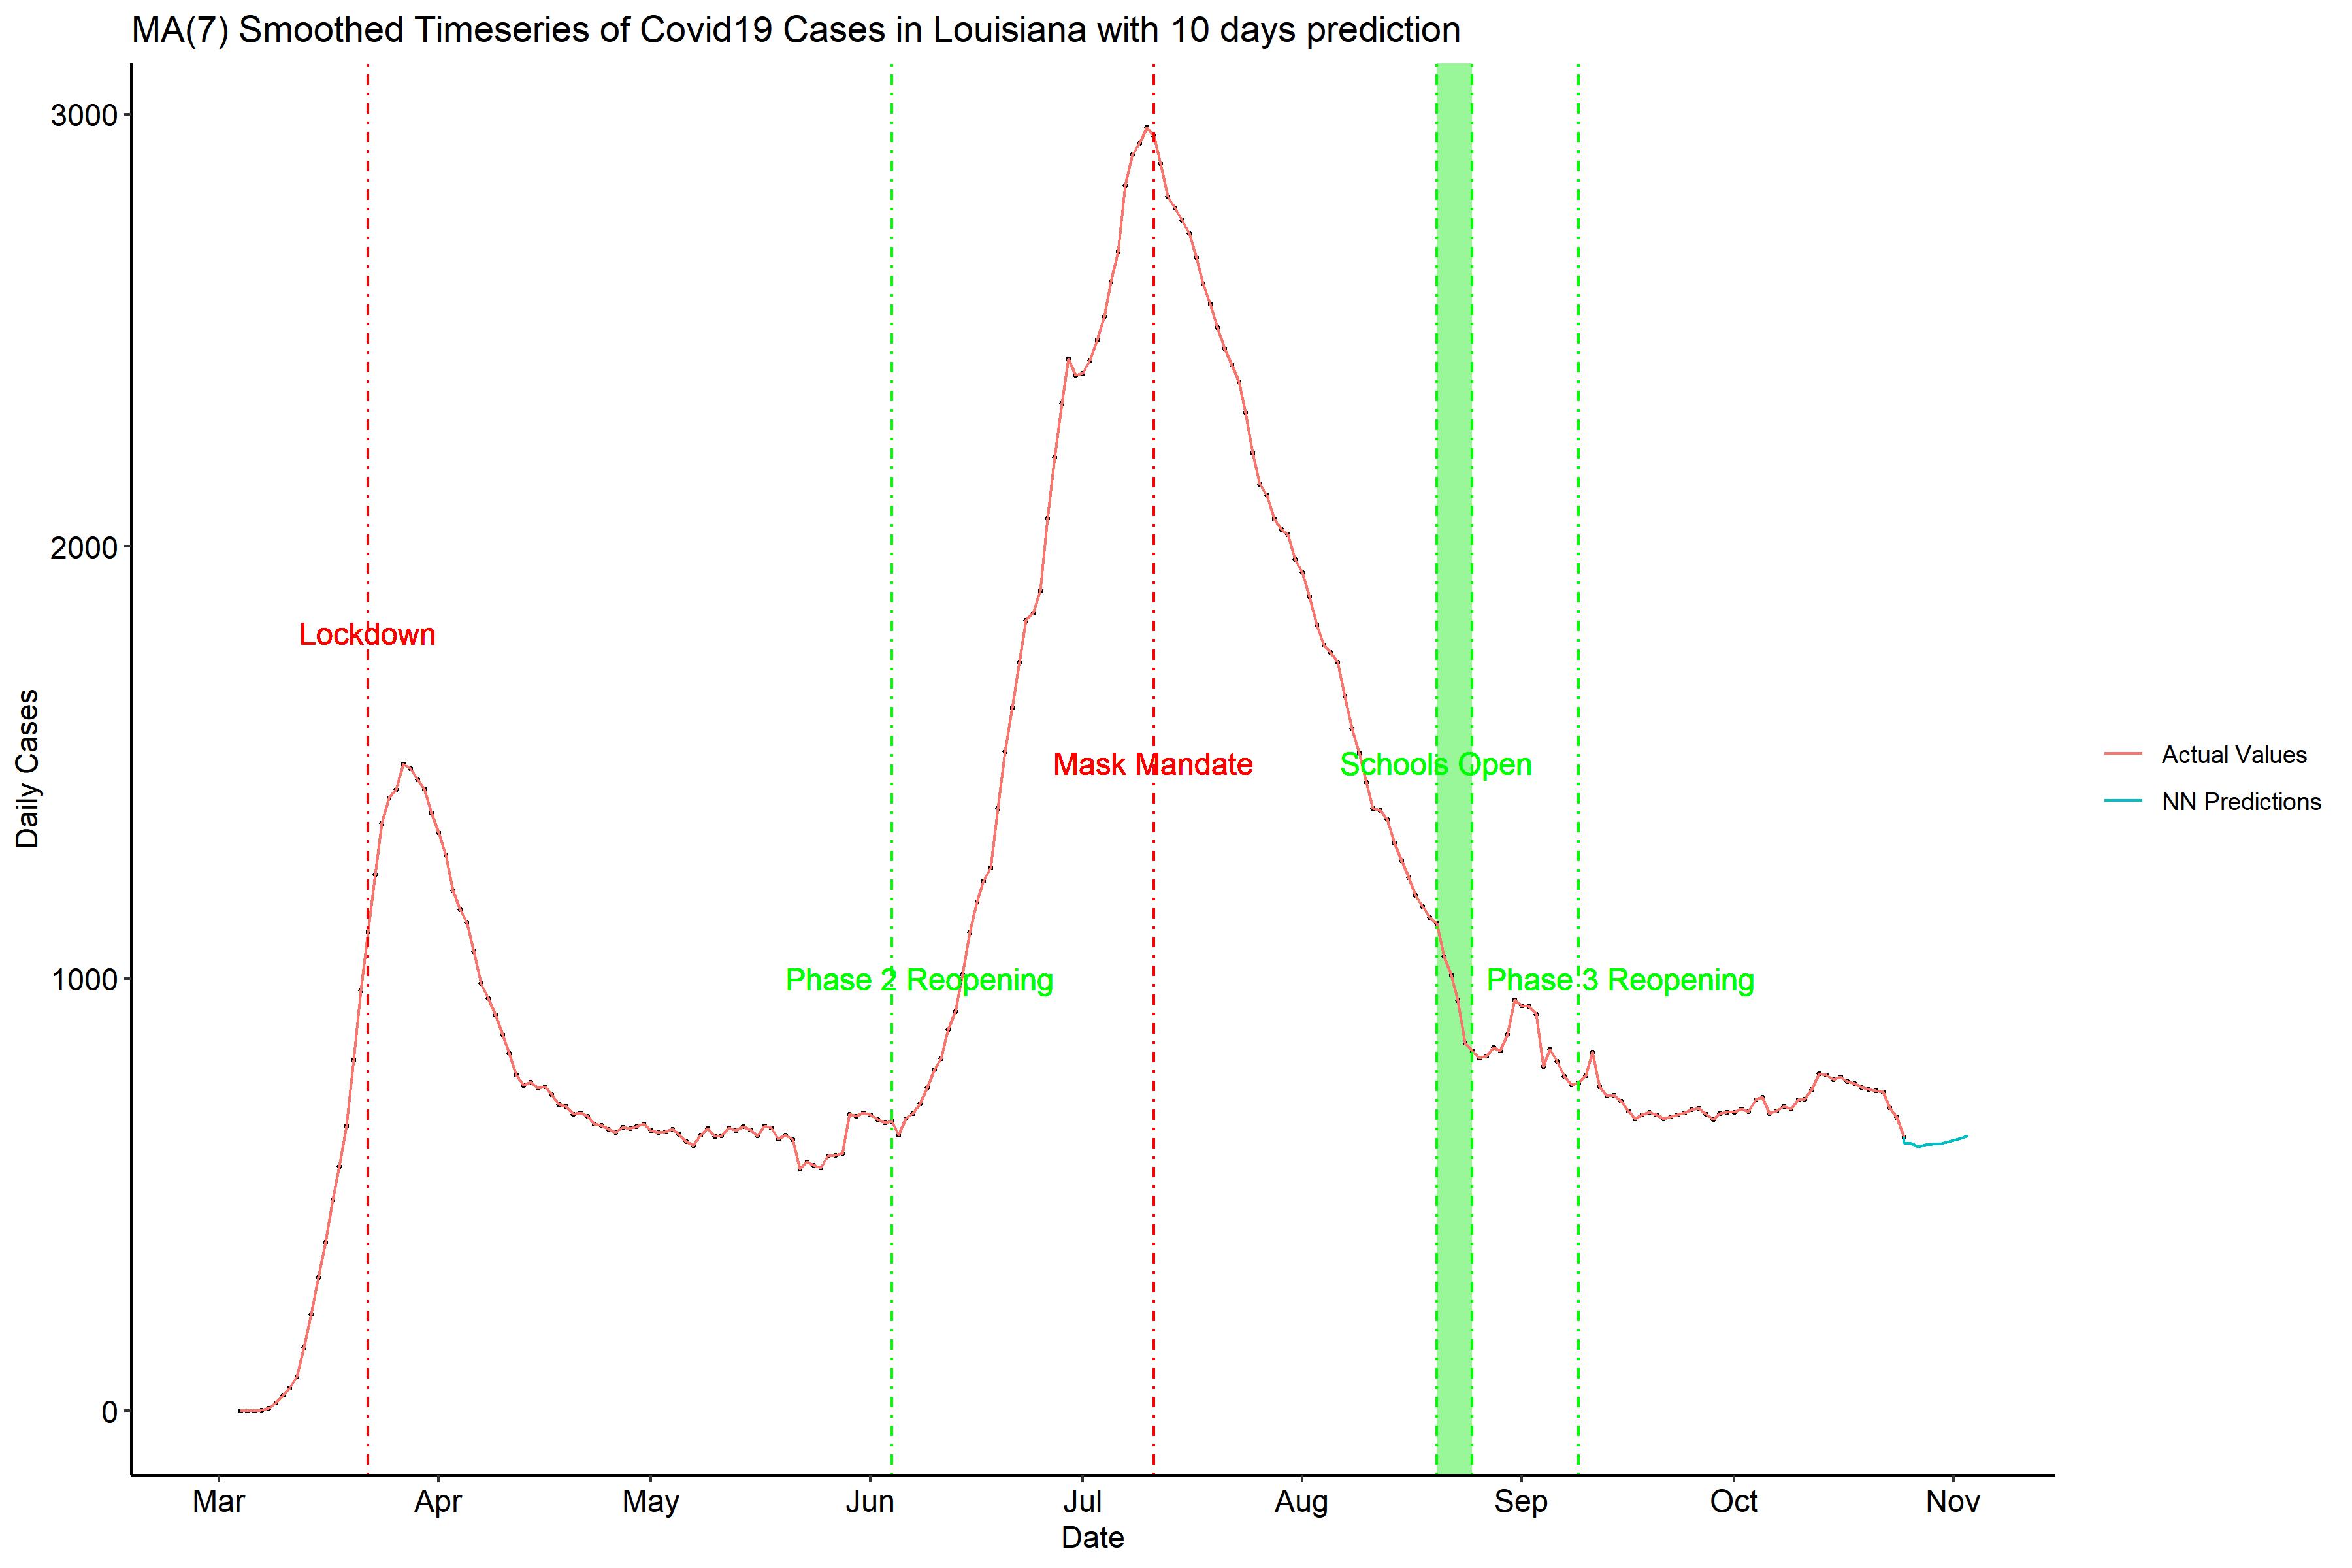 MA(7) Smoothed Timeseries of Covid19 Cases in Louisiana with 10 days prediction
3000
2000
1000
0
Daily Cases
Lockdown
Mask Mandate
Schools Open
Phase 2 Reopening
Phase 3 Reopening
Actual Values
NN Predictions
Mar
Apr
May
Jun
Jul
Aug
Sep
Oct
Nov
Date